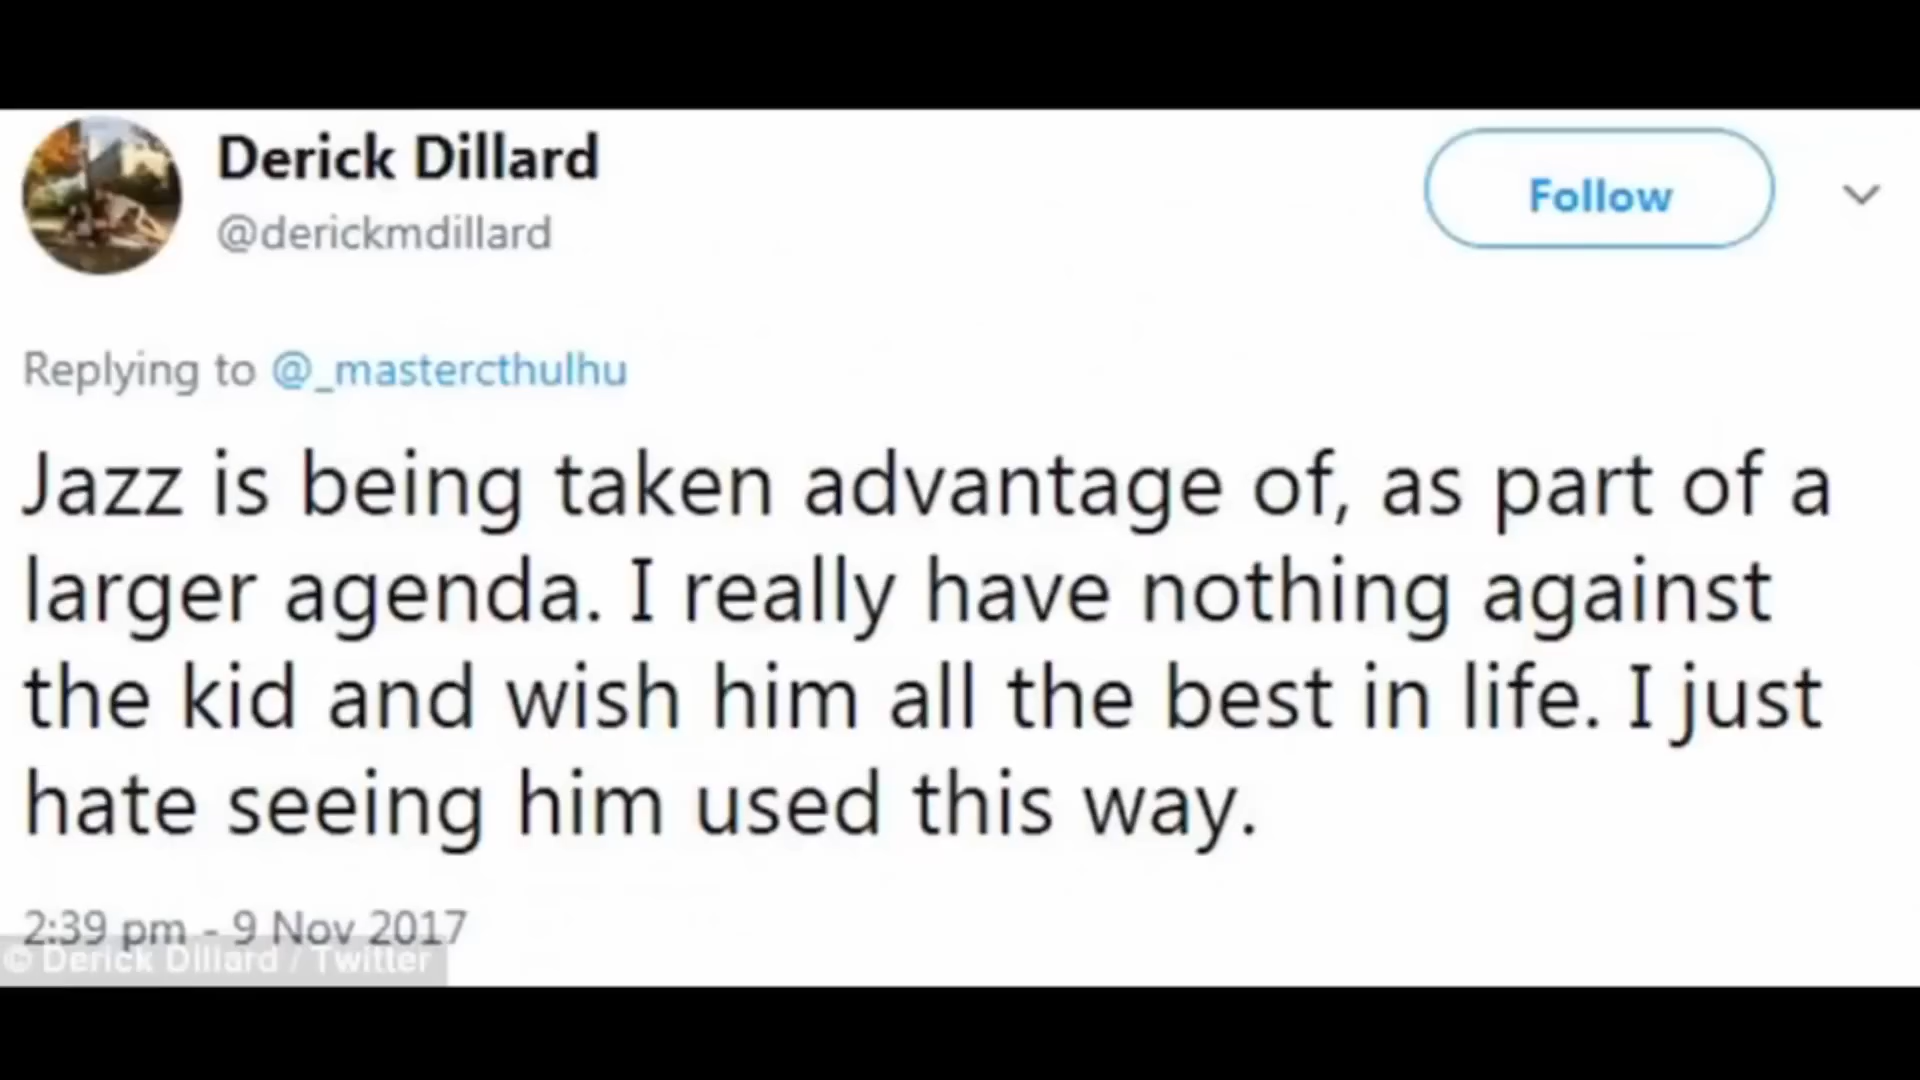 Derick Dillard
@derickmdillard
Follow
Replying to @_mastercthulhu
Jazz is being taken advantage of, as part of a
larger agenda. I really have nothing against
the kid and wish him all the best in life. I just
hate seeing him used this way.
2:39 pm - 9 Nov 2017
© Derick Dillard / Twitter